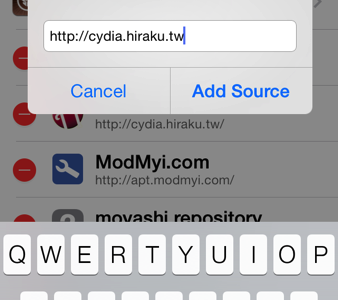 http://cydia.hiraku.tw
Cancel
Add Source
http://cydia.hiraku.tw/
ModMyi.com
http://apt.modmyi.com/
moyashi repository
Q W E R T Y U I O P